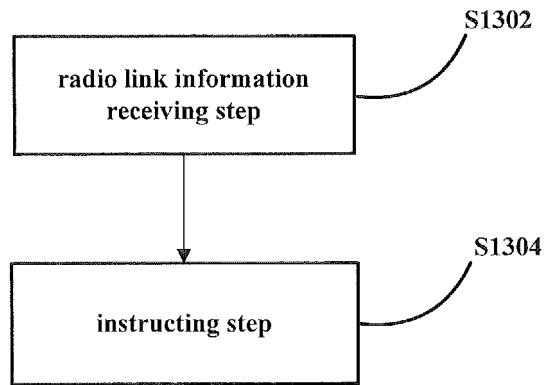 S1302
radio link information
receiving step
S1304
instructing step